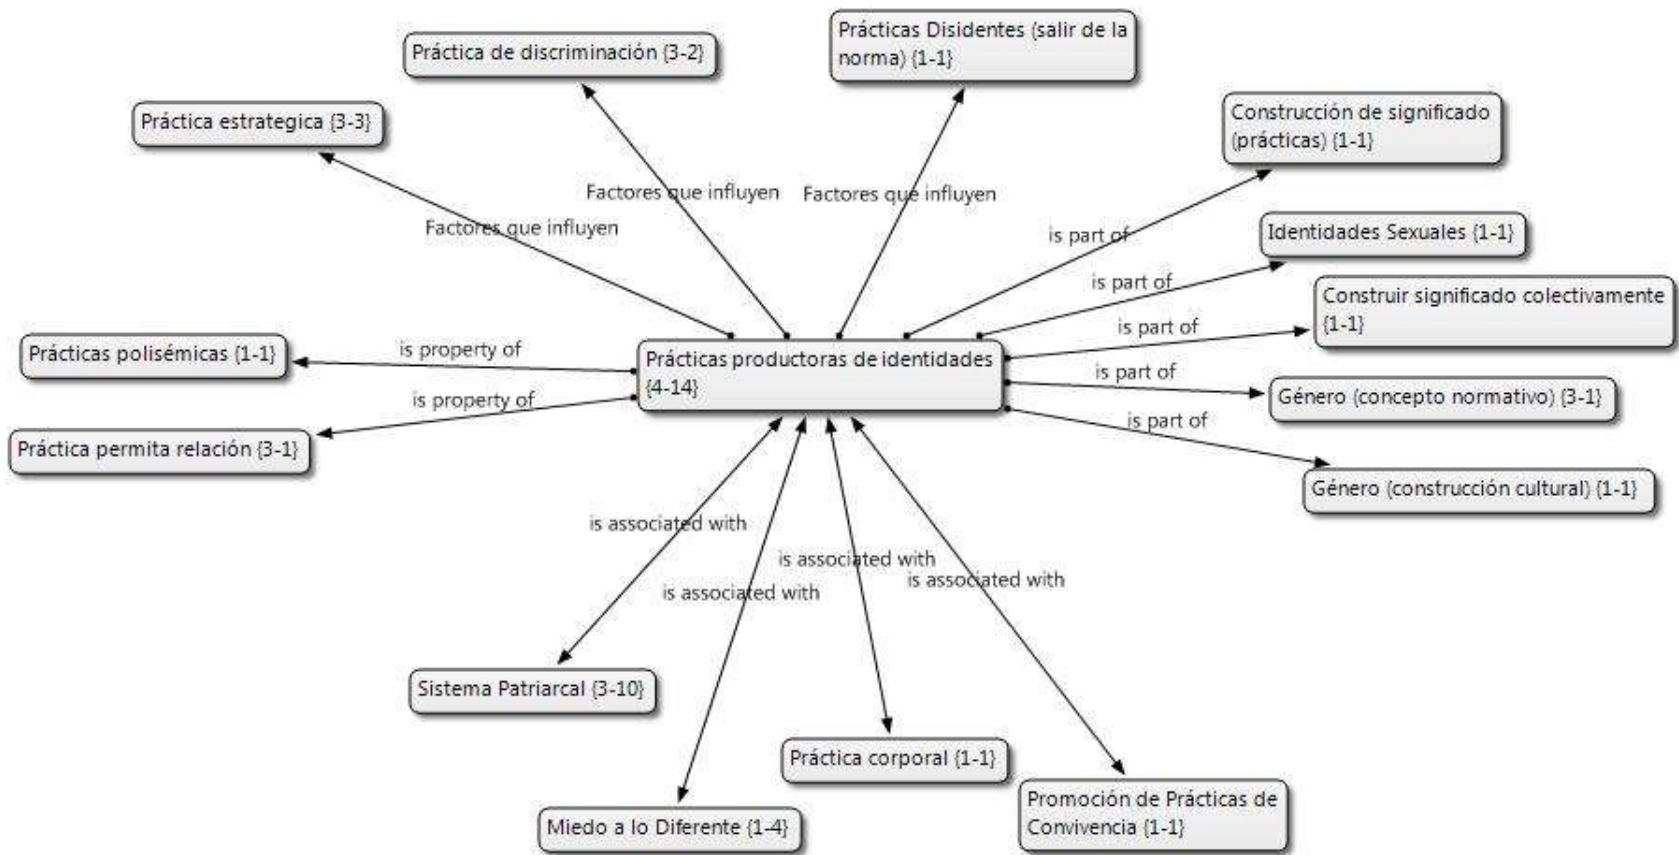 Prácticas Disidentes (salir de la
norma) {1-1}
Práctica de discriminación {3-2}
Práctica estrategica {3-3}
Construcción de significado
(prácticas) {1-1}
Factores que influyen
Factores que influyen
Factores que influyen
is part of
Identidades Sexuales {1-1}
is part of
Construir significado colectivamente
{1-1}
is part of
Prácticas polisémicas {1-1}
is property of
Prácticas productoras de identidades
{4-14}
is part of
Género (concepto normativo) {3-1}
is property of
is part of
Práctica permita relación {3-1}
Género (construcción cultural) {1-1}
is associated with
is associated with
is associated with
is associated with
Sistema Patriarcal {3-10}
Práctica corporal {1-1}
Promoción de Prácticas de
Convivencia {1-1}
Miedo a lo Diferente {1-4}